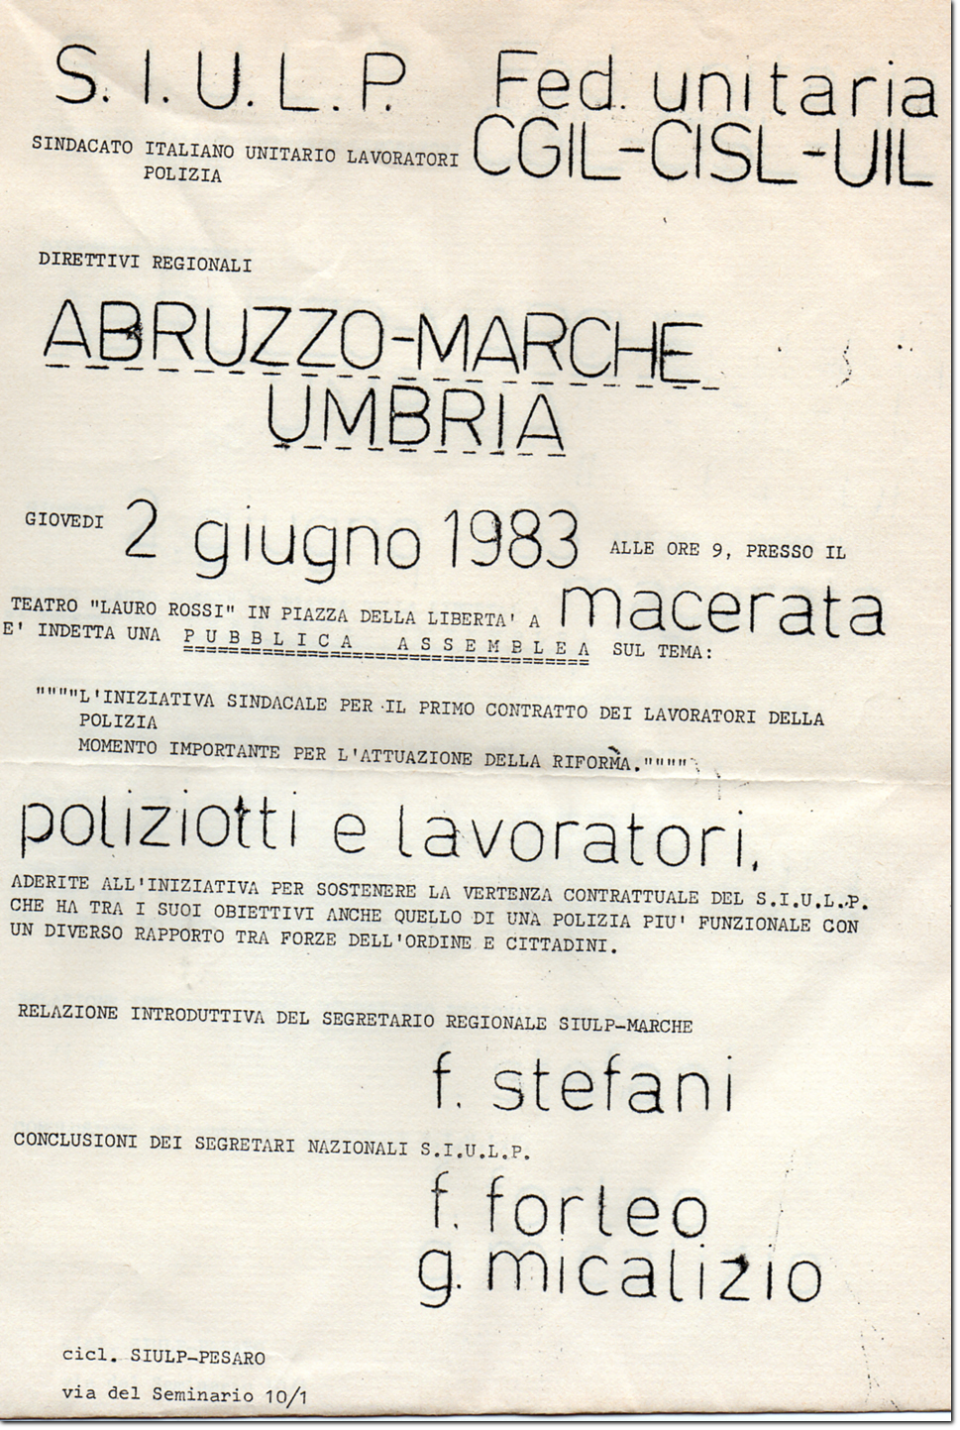 S.I.U.L.P. Fed. unitaria
SINDACATO ITALIANO UNITARIO LAVORATORI CGIL-CISL-UIL
POLIZIA
DIRETTIVI REGIONALI
ABRUZZO-MARCHE
UMBRIA
GIOVEDI 2 giugno 1983 ALLE ORE 9, PRESSO IL
TEATRO "LAURO ROSSI" IN PIAZZA DELLA LIBERTA' A macerata
E' INDETTA UNA PUBBLICA ASSEMBLEA SUL TEMA:
""""L'INIZIATIVA SINDACALE PER IL PRIMO CONTRATTO DEI LAVORATORI DELLA
POLIZIA
MOMENTO IMPORTANTE PER L'ATTUAZIONE DELLA RIFORMA.""""
poliziotti e lavoratori,
ADERITE ALL'INIZIATIVA PER SOSTENERE LA VERTENZA CONTRATTUALE DEL S.I.U.L.P.
CHE HA TRA I SUOI OBIETTIVI ANCHE QUELLO DI UNA POLIZIA PIU' FUNZIONALE CON
UN DIVERSO RAPPORTO TRA FORZE DELL'ORDINE E CITTADINI.
RELAZIONE INTRODUTTIVA DEL SEGRETARIO REGIONALE SIULP-MARCHE
f. stefani
CONCLUSIONI DEI SEGRETARI NAZIONALI S.I.U.L.P.
f. forleo
g. micalizio
cicl. SIULP-PESARO
via del Seminario 10/1